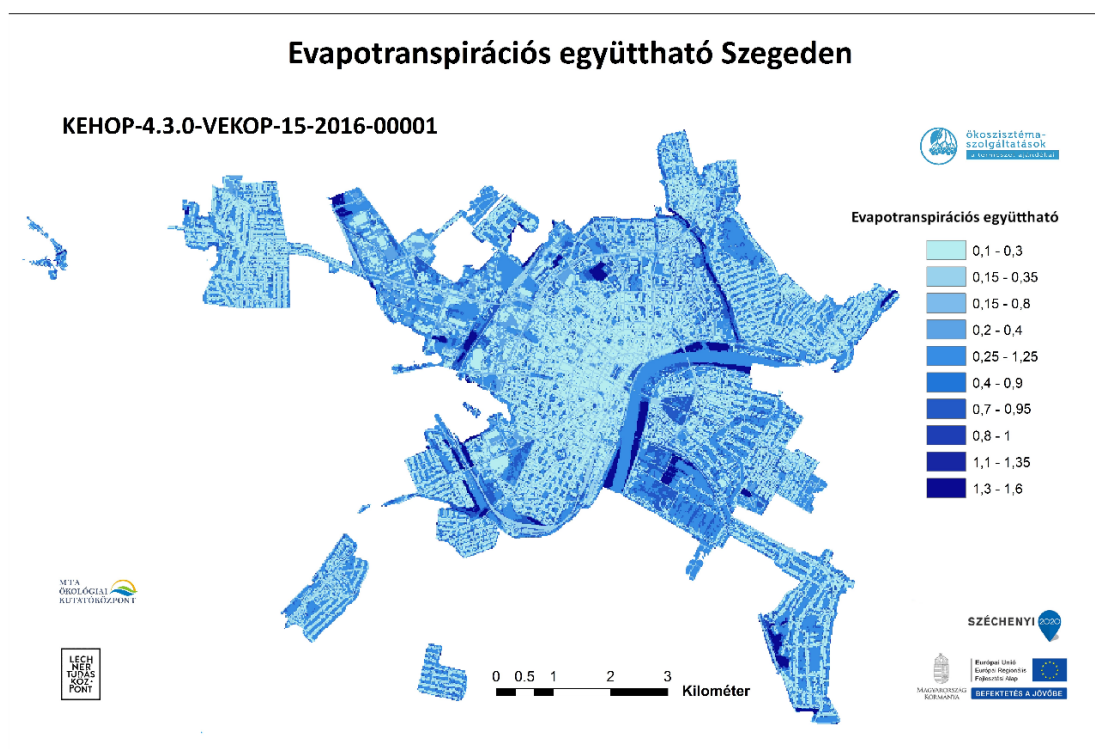 Evapotranspirációs együttható Szegeden
KEHOP-4.3.0-VEKOP-15-2016-00001
ökoszisztéma-
szolgáltatások
a természet ajándékai
Evapotranspirációs együttható
0,1 - 0,3
0,15 - 0,35
0,15 - 0,8
0,2 - 0,4
0,25 - 1,25
0,4 - 0,9
0,7 - 0,95
0,8 - 1
1,1 - 1,35
1,3 - 1,6
MTA
ÖKOLÓGIAI
KUTATÓKÖZPONT
LECH
NER
TUDÁS
KÖZ·
PONT
0 0.5 1 2 3
Kilométer
SZÉCHENYI 2020
MAGYARORSZÁG
KORMÁNYA
Európai Unió
Európai Regionális
Fejlesztési Alap
BEFEKTETÉS A JÖVŐBE